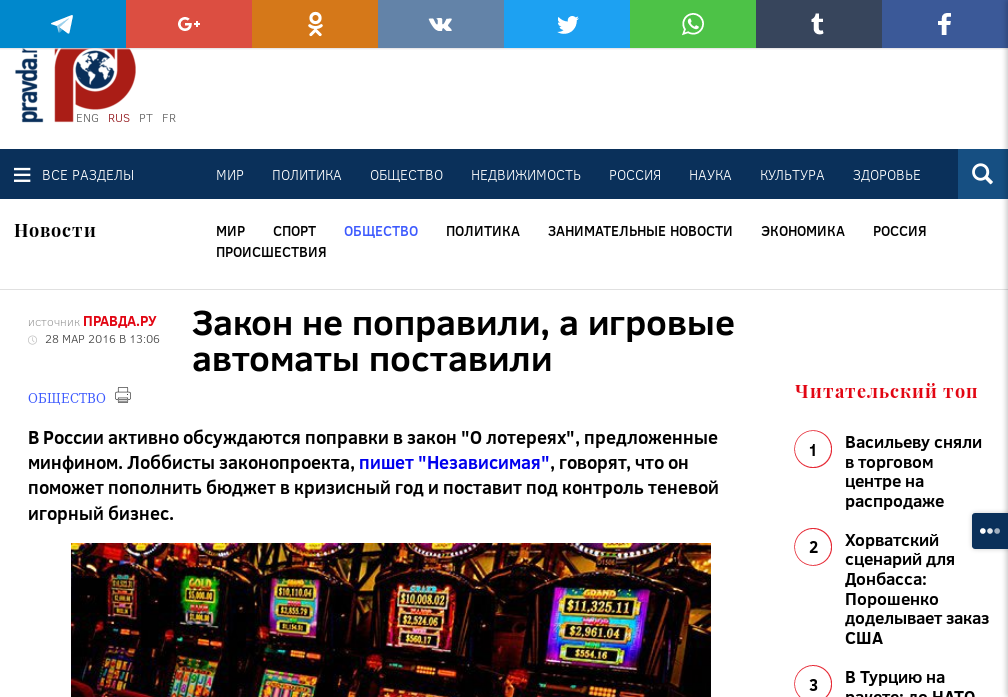 pravda.r
ENG RUS PT FR
ВСЕ РАЗДЕЛЫ
МИР ПОЛИТИКА ОБЩЕСТВО НЕДВИЖИМОСТЬ РОССИЯ НАУКА КУЛЬТУРА ЗДОРОВЬЕ
Новости
МИР СПОРТ ОБЩЕСТВО ПОЛИТИКА ЗАНИМАТЕЛЬНЫЕ НОВОСТИ ЭКОНОМИКА РОССИЯ
ПРОИСШЕСТВИЯ
источник ПРАВДА.РУ
28 МАР 2016 В 13:06
Закон не поправили, а игровые
автоматы поставили
ОБЩЕСТВО
В России активно обсуждаются поправки в закон "О лотереях", предложенные
минфином. Лоббисты законопроекта, пишет "Независимая", говорят, что он
поможет пополнить бюджет в кризисный год и поставит под контроль теневой
игорный бизнес.
GOLD
$10,110.04
$2,855.79
$10,008.02
$2,524.06
$560.17
GRAND
$11,325.11
$2,961.04
$554.16
Читательский топ
1
Васильеву сняли
в торговом
центре на
распродаже
2
Хорватский
сценарий для
Донбасса:
Порошенко
доделывает заказ
США
3
В Турцию на
ракете: до НАТО